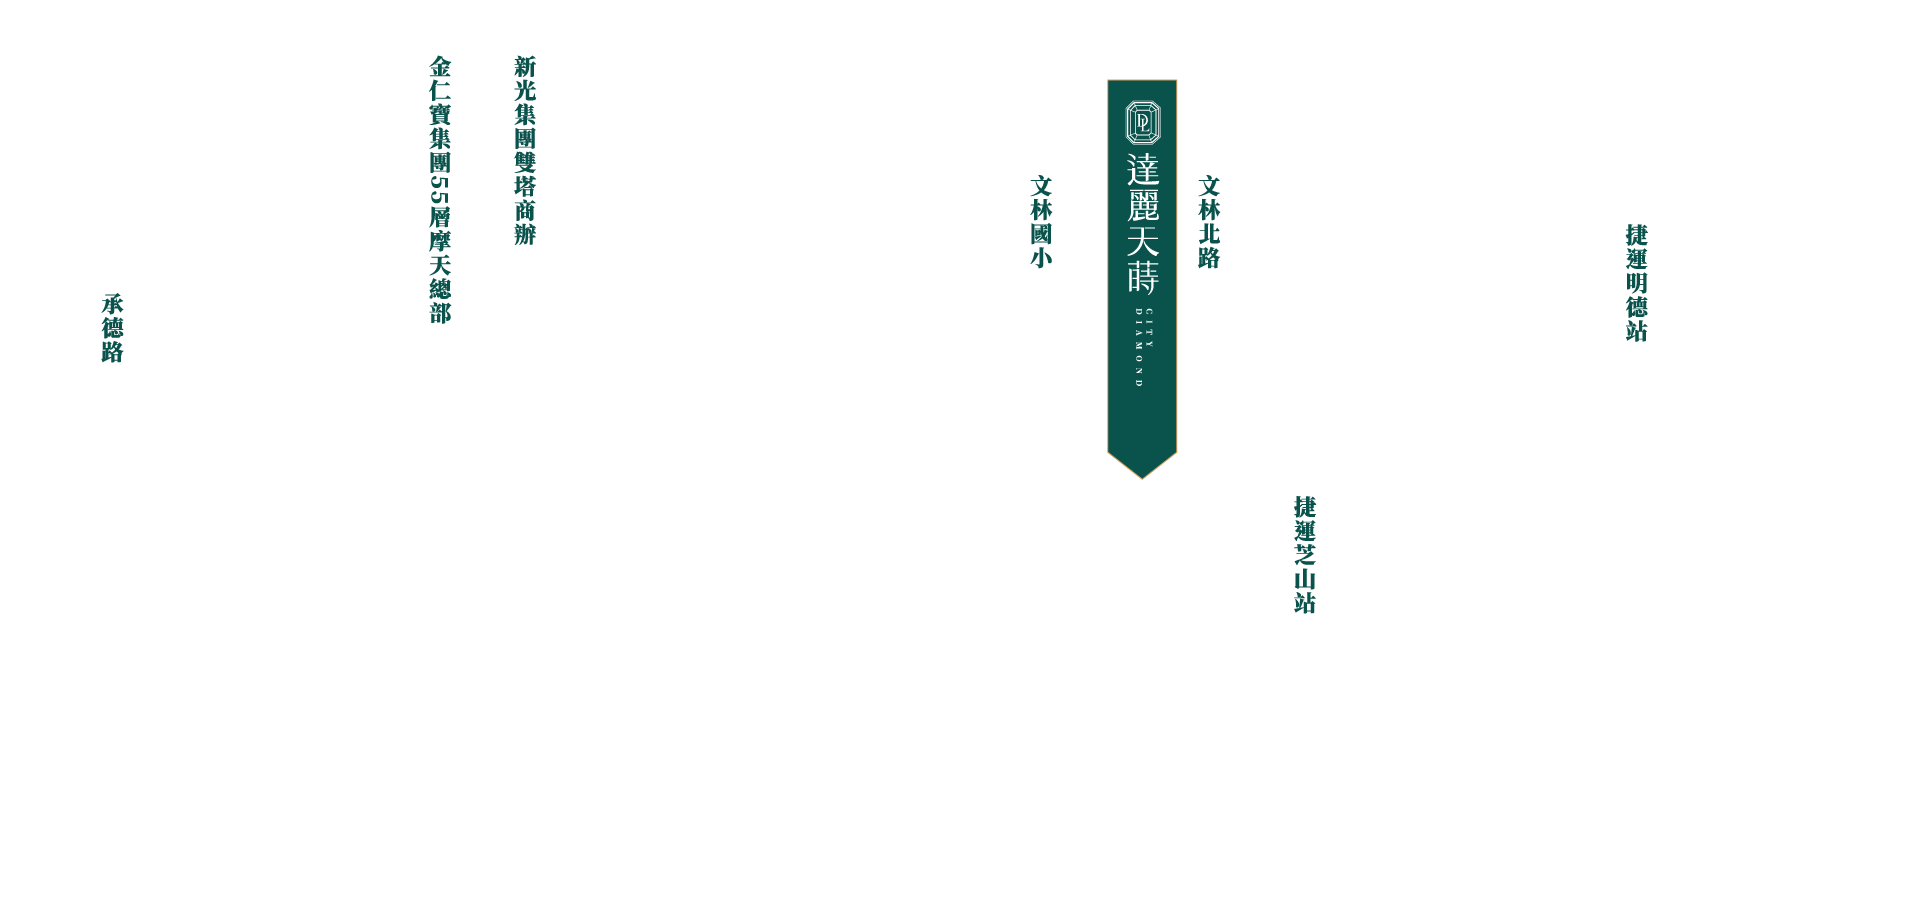 承德路
金仁寶集團55層摩天總部
新光集團雙塔商辦
文林國小
DL
達麗天蒔
CITY
DIAMOND
文林北路
捷運芝山站
捷運明德站